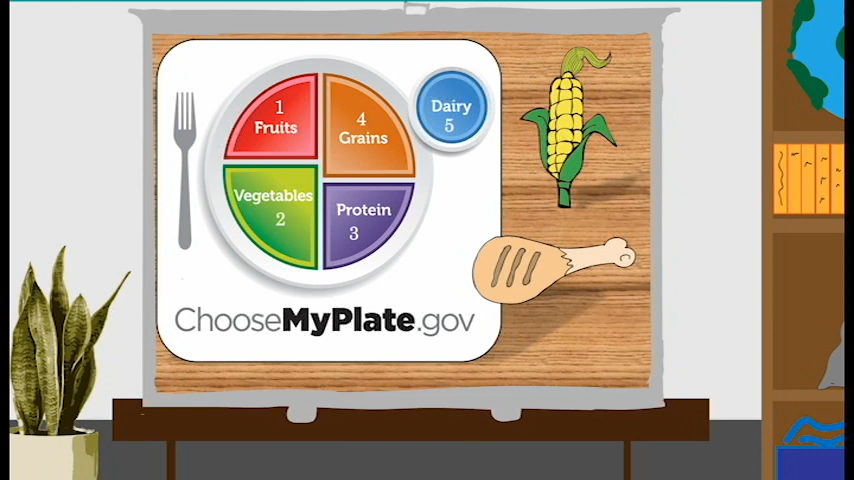 1
Fruits
4
Grains
Dairy
5
Vegetables
2
Protein
3
ChooseMyPlate.gov